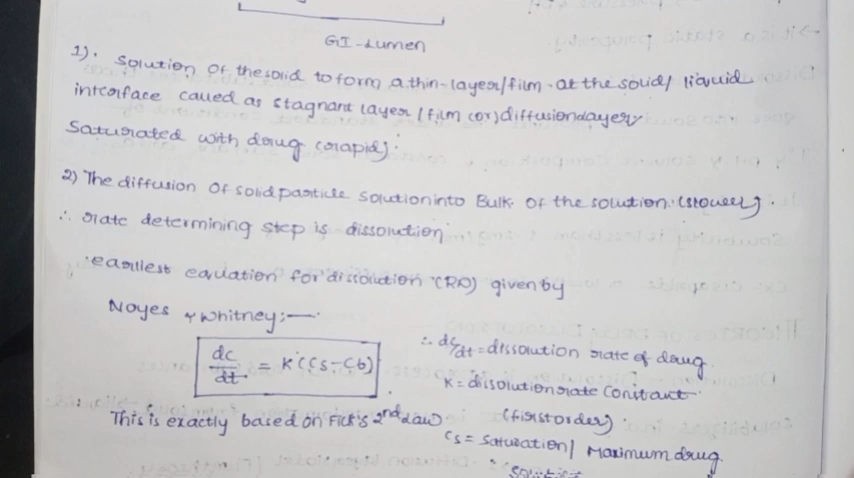 GI-Lumen
1). Solution of the solid to form a thin-layer/film-at the solid/ liquid
interface called as stagnant layer / film (or) diffusion layer
Saturated with drug (rapid).
2) The diffusion of solid particle solution into Bulk of the solution. (slower).
∴ rate determining step is dissolution
earliest equation for dissolution (RD) given by
Noyes & Whitney;—
dc/dt = K(Cs-Cb)
∴ dc/dt = dissolution rate of drug.
K = dissolution rate constant
(first order).
This is exactly based on Fick's 2nd Law
Cs = Saturation/ Maximum drug